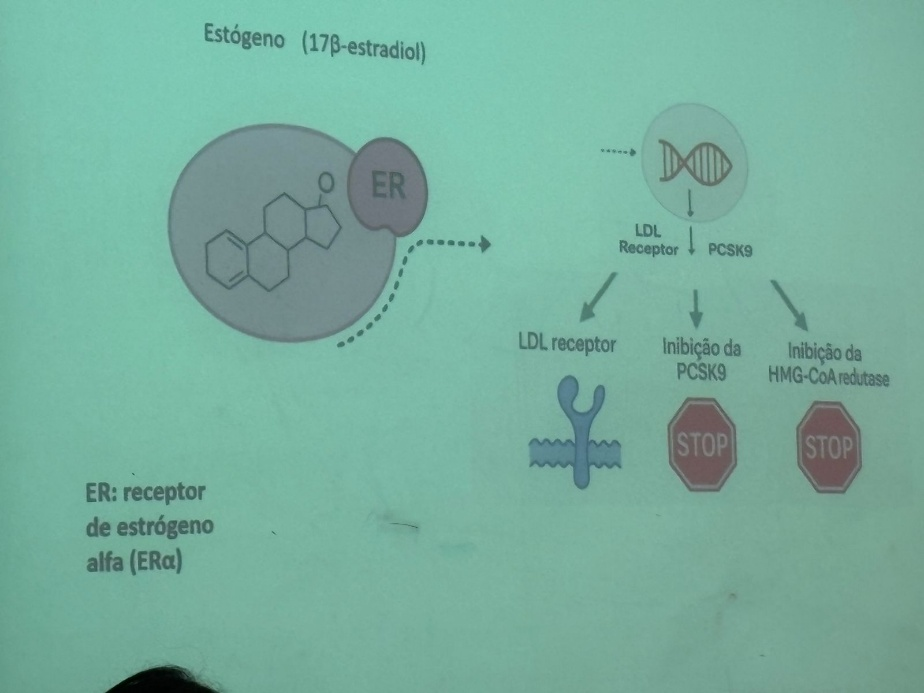 Estógeno (17β-estradiol)
O
ER
LDL
Receptor
PCSK9
LDL receptor
Inibição da
PCSK9
Inibição da
HMG-CoA redutase
STOP
STOP
ER: receptor
de estrógeno
alfa (ERα)